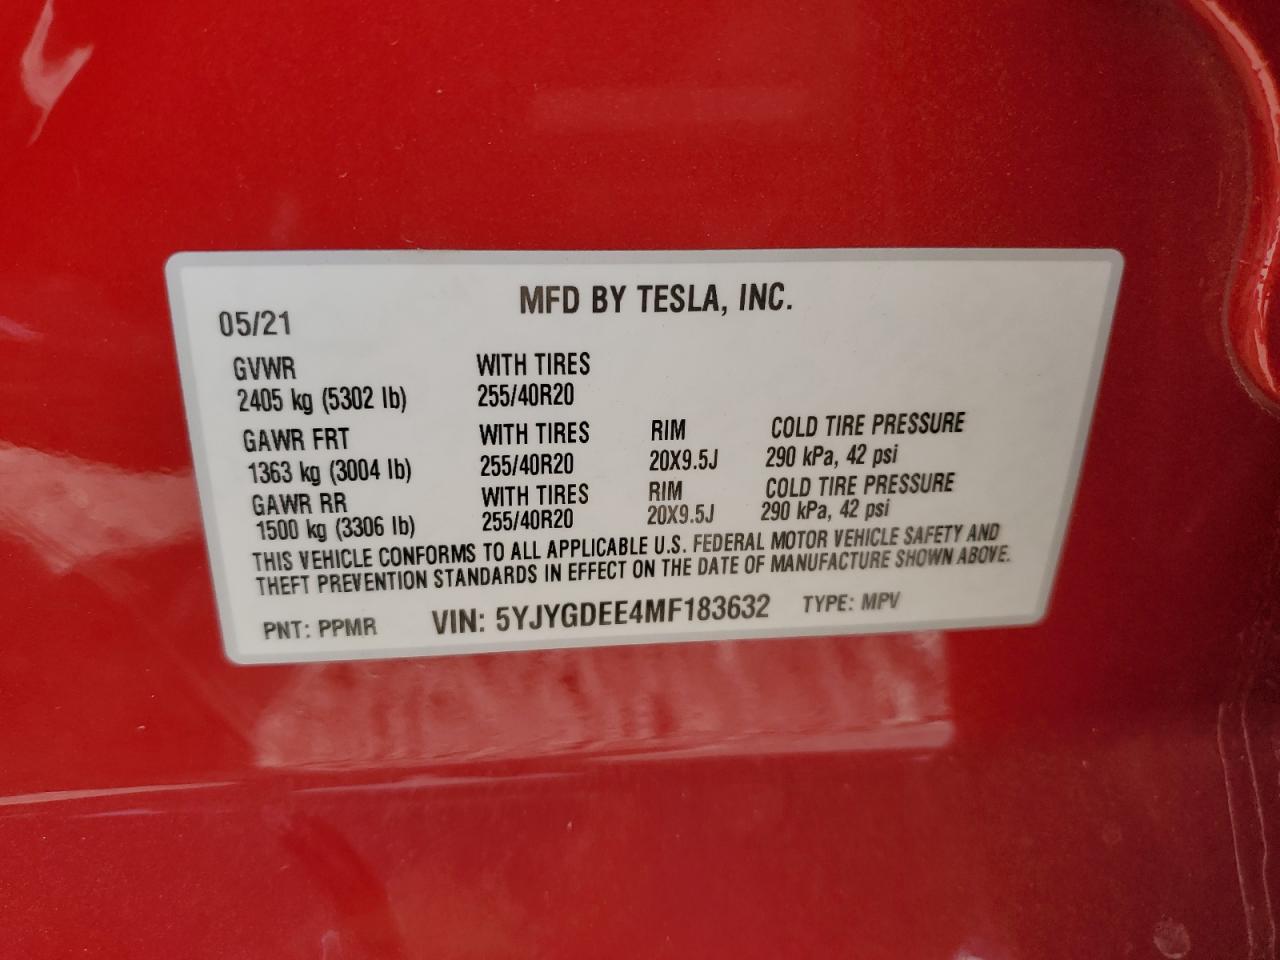 MFD BY TESLA, INC.
05/21
GVWR WITH TIRES
2405 kg (5302 lb) 255/40R20
GAWR FRT WITH TIRES RIM COLD TIRE PRESSURE
1363 kg (3004 lb) 255/40R20 20X9.5J 290 kPa, 42 psi
GAWR RR WITH TIRES RIM COLD TIRE PRESSURE
1500 kg (3306 lb) 255/40R20 20X9.5J 290 kPa, 42 psi
THIS VEHICLE CONFORMS TO ALL APPLICABLE U.S. FEDERAL MOTOR VEHICLE SAFETY AND
THEFT PREVENTION STANDARDS IN EFFECT ON THE DATE OF MANUFACTURE SHOWN ABOVE.
PNT: PPMR VIN: 5YJYGDEE4MF183632 TYPE: MPV